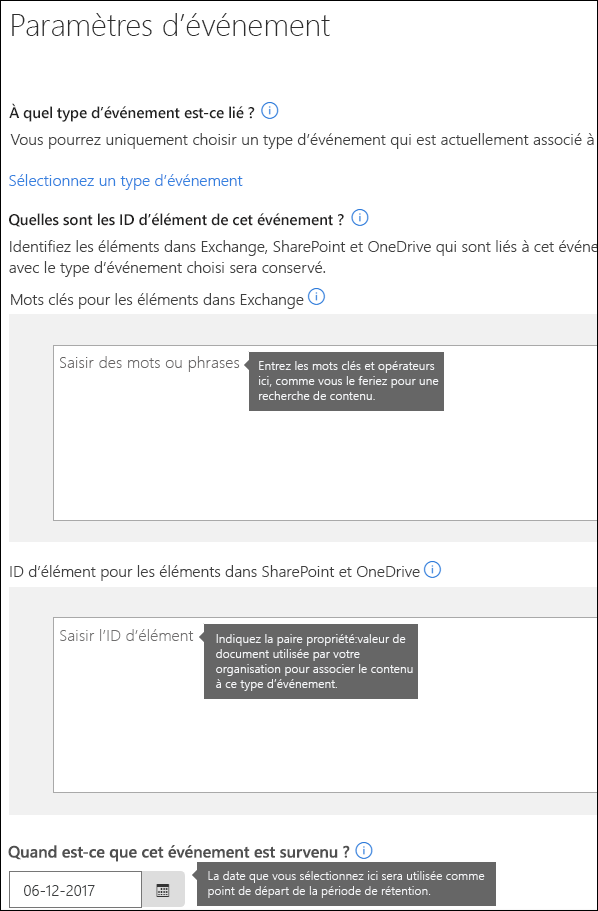 Paramètres d’événement
À quel type d’événement est-ce lié ?
Vous pourrez uniquement choisir un type d’événement qui est actuellement associé à
Sélectionnez un type d’événement
Quelles sont les ID d’élément de cet événement ?
Identifiez les éléments dans Exchange, SharePoint et OneDrive qui sont liés à cet événe
avec le type d’événement choisi sera conservé.
Mots clés pour les éléments dans Exchange
Saisir des mots ou phrases
Entrez les mots clés et opérateurs
ici, comme vous le feriez pour une
recherche de contenu.
ID d’élément pour les éléments dans SharePoint et OneDrive
Saisir l’ID d’élément
Indiquez la paire propriété:valeur de
document utilisée par votre
organisation pour associer le contenu
à ce type d’événement.
Quand est-ce que cet événement est survenu ?
06-12-2017
La date que vous sélectionnez ici sera utilisée comme
point de départ de la période de rétention.